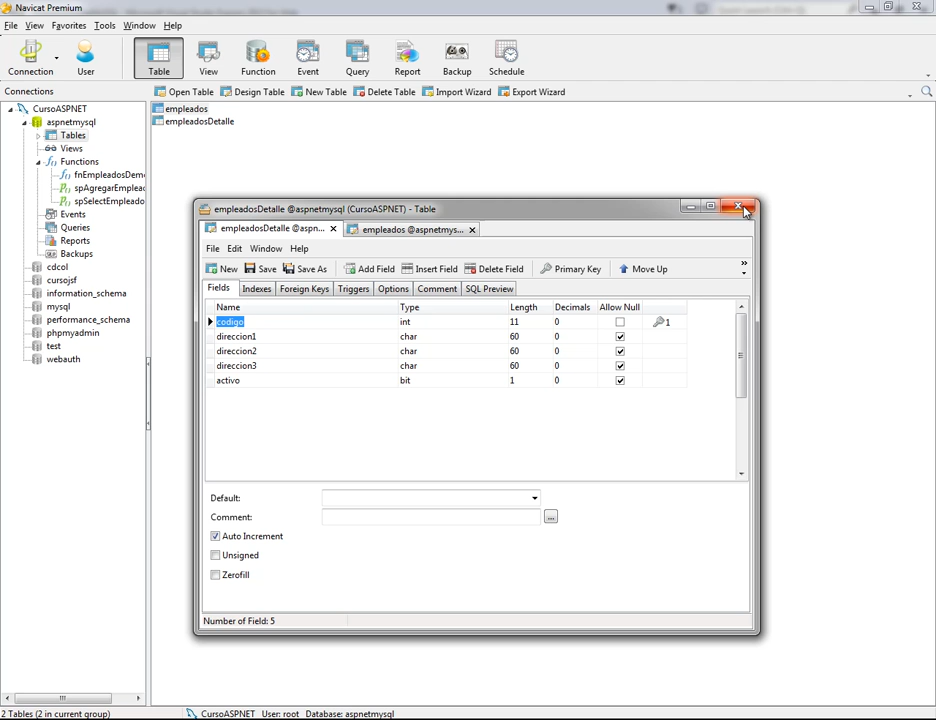 Navicat Premium
File View Favorites Tools Window Help
Connection User Table View Function Event Query Report Backup Schedule
Connections Open Table Design Table New Table Delete Table Import Wizard Export Wizard
CursoASPNET
aspnetmysql
Tables
Views
Functions
fnEmpleadosDemo
spAgregarEmplead
spSelectEmpleado
Events
Queries
Reports
Backups
cdcol
cursojsf
information_schema
mysql
performance_schema
phpmyadmin
test
webauth
empleados
empleadosDetalle
empleadosDetalle @aspnetmysql (CursoASPNET) - Table
empleadosDetalle @aspn... empleados @aspnetmys...
File Edit Window Help
New Save Save As Add Field Insert Field Delete Field Primary Key Move Up »
Fields Indexes Foreign Keys Triggers Options Comment SQL Preview
Name Type Length Decimals Allow Null
codigo int 11 0 1
direccion1 char 60 0
direccion2 char 60 0
direccion3 char 60 0
activo bit 1 0
Default:
Comment: ...
Auto Increment
Unsigned
Zerofill
Number of Field: 5
2 Tables (2 in current group) CursoASPNET User: root Database: aspnetmysql